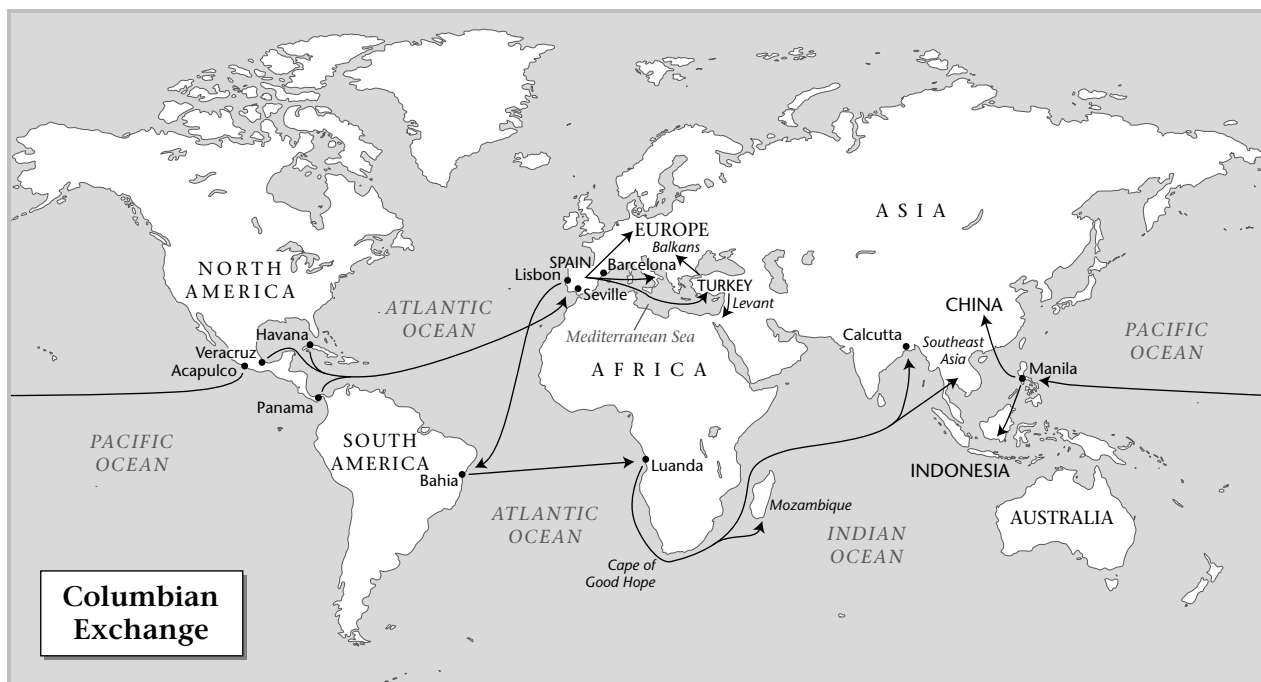 EUROPE
Balkans
SPAIN
Barcelona
Lisbon
Seville
TURKEY
Levant
Mediterranean Sea
ASIA
NORTH
AMERICA
ATLANTIC
OCEAN
Havana
Veracruz
Acapulco
Panama
CHINA
Calcutta
Southeast
Asia
PACIFIC
OCEAN
Manila
AFRICA
PACIFIC
OCEAN
SOUTH
AMERICA
Bahia
Luanda
INDONESIA
ATLANTIC
OCEAN
Mozambique
INDIAN
OCEAN
AUSTRALIA
Cape of
Good Hope
Columbian
Exchange